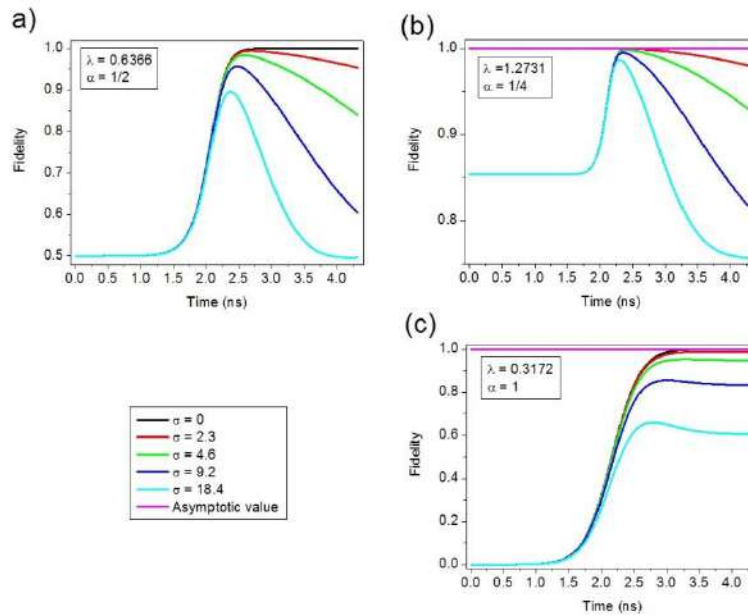 a)
λ = 0.6366
α = 1/2
1.0
0.9
0.8
0.7
0.6
0.5
Fidelity
0.0 0.5 1.0 1.5 2.0 2.5 3.0 3.5 4.0
Time (ns)
(b)
λ =1.2731
α = 1/4
1.0
0.9
0.8
Fidelity
0.0 0.5 1.0 1.5 2.0 2.5 3.0 3.5 4.0
Time (ns)
(c)
λ = 0.3172
α = 1
1.0
0.8
0.6
0.4
0.2
0.0
Fidelity
0.0 0.5 1.0 1.5 2.0 2.5 3.0 3.5 4.0
Time (ns)
σ = 0
σ = 2.3
σ = 4.6
σ = 9.2
σ = 18.4
Asymptotic value